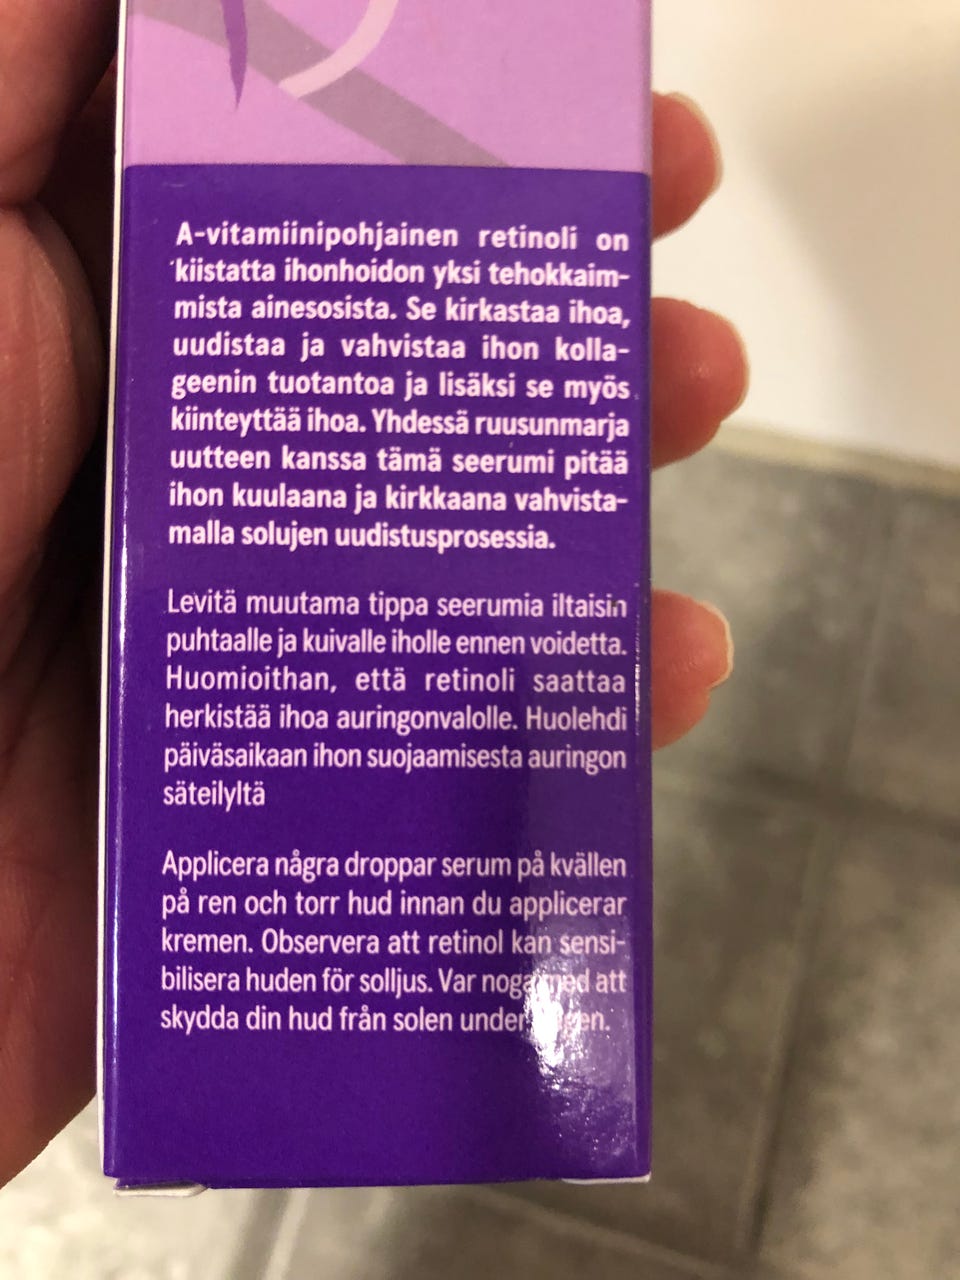 A-vitamiinipohjainen retinoli on
kiistatta ihonhoidon yksi tehokkaim-
mista ainesosista. Se kirkastaa ihoa,
uudistaa ja vahvistaa ihon kolla-
geenin tuotantoa ja lisäksi se myös
kiinteyttää ihoa. Yhdessä ruusunmarja
uutteen kanssa tämä seerumi pitää
ihon kuulaana ja kirkkaana vahvista-
malla solujen uudistusprosessia.
Levitä muutama tippa seerumia iltaisin
puhtaalle ja kuivalle iholle ennen voidetta.
Huomioithan, että retinoli saattaa
herkistää ihoa auringonvalolle. Huolehdi
päiväsaikaan ihon suojaamisesta auringon
säteilyltä
Applicera några droppar serum på kvällen
på ren och torr hud innan du applicerar
kremen. Observera att retinol kan sensi-
bilisera huden för solljus. Var noga med att
skydda din hud från solen under